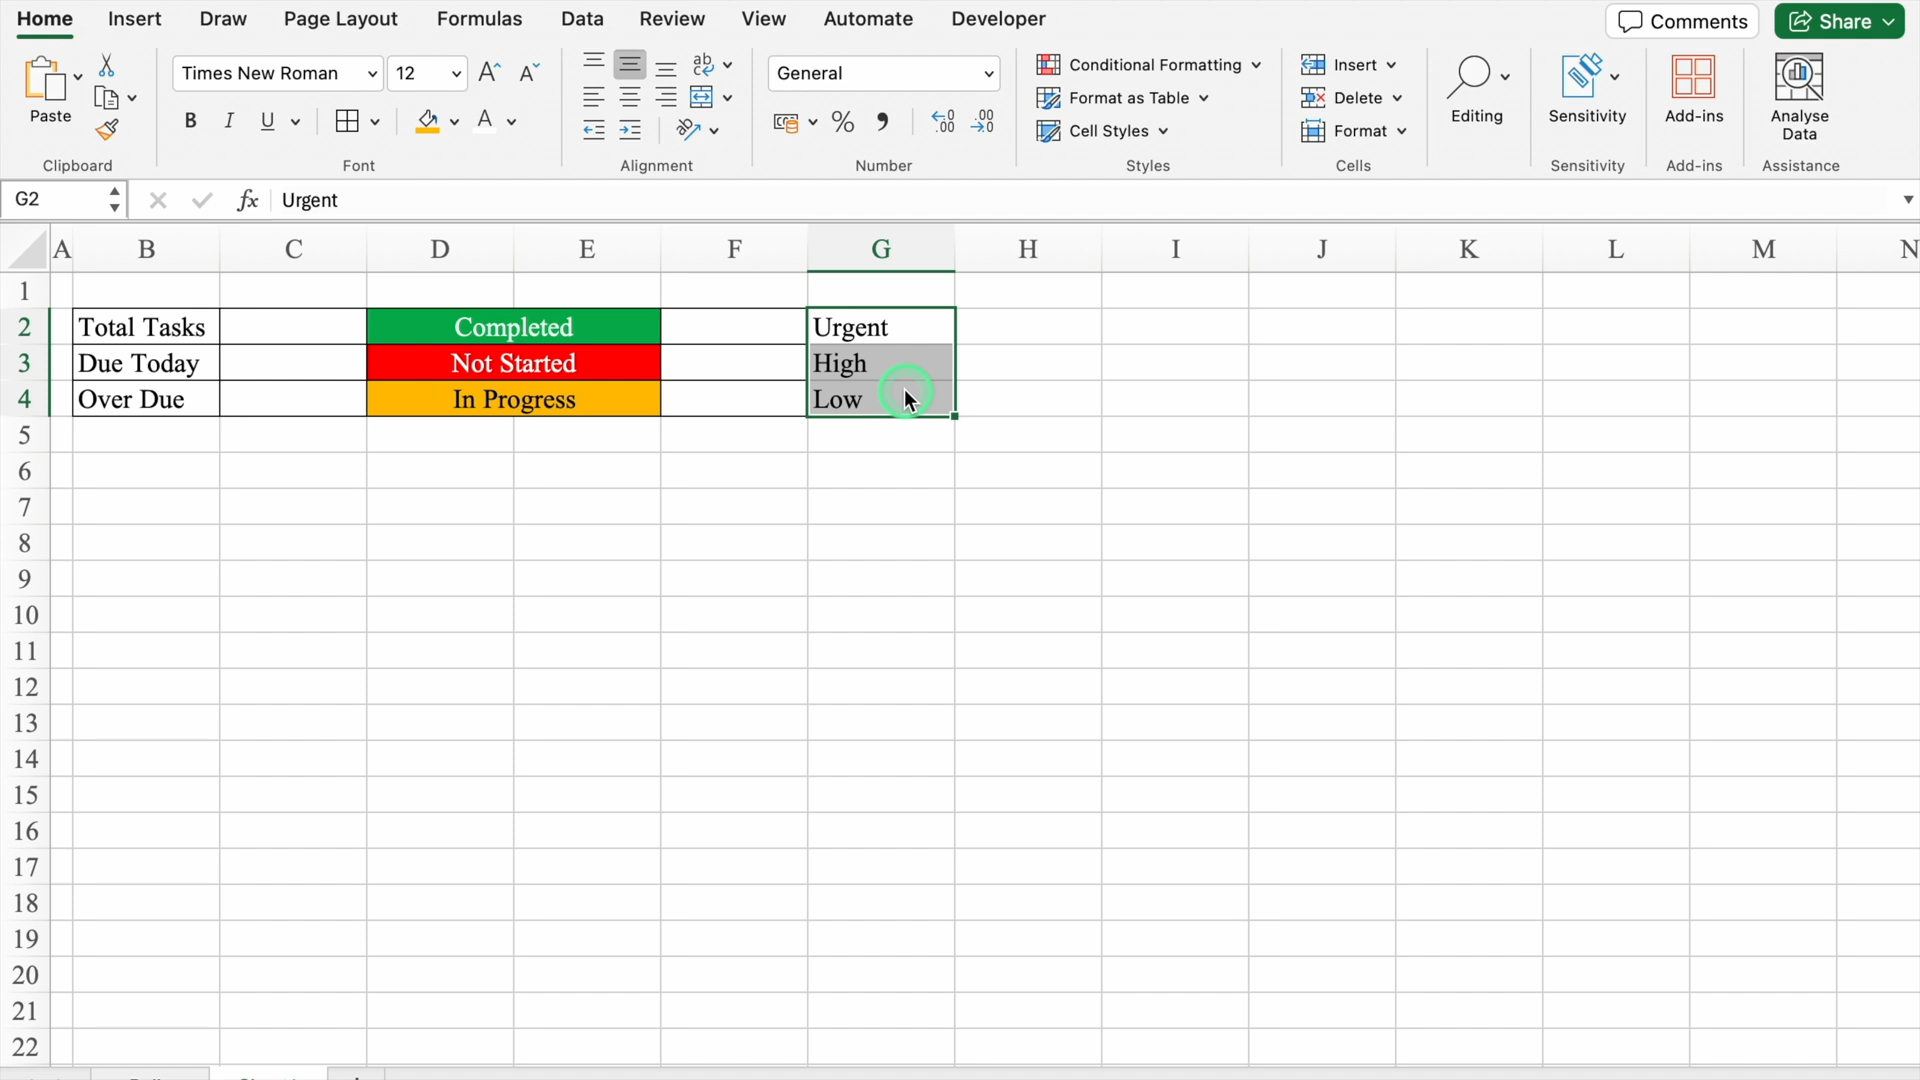 Home Insert Draw Page Layout Formulas Data Review View Automate Developer Comments Share
Times New Roman 12 General Conditional Formatting Insert
Format as Table Delete
Paste B I U A Cell Styles Format Editing Sensitivity Add-ins Analyse Data
Clipboard Font Alignment Number Styles Cells Sensitivity Add-ins Assistance
G2 fx Urgent
A B C D E F G H I J K L M N
1
2 Total Tasks Completed Urgent
3 Due Today Not Started High
4 Over Due In Progress Low
5
6
7
8
9
10
11
12
13
14
15
16
17
18
19
20
21
22